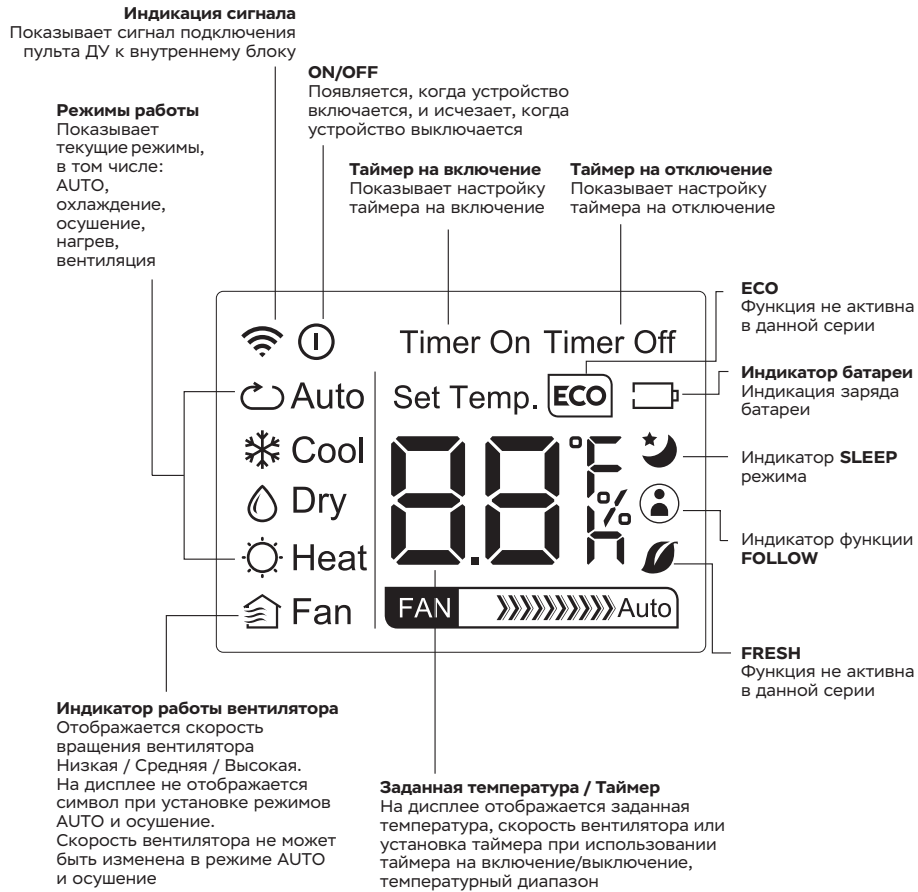 Индикация сигнала
Показывает сигнал подключения
пульта ДУ к внутреннему блоку
ON/OFF
Появляется, когда устройство
включается, и исчезает, когда
устройство выключается
Режимы работы
Показывает
текущие режимы,
в том числе:
AUTO,
охлаждение,
осушение,
нагрев,
вентиляция
Таймер на включение
Показывает настройку
таймера на включение
Таймер на отключение
Показывает настройку
таймера на отключение
ECO
Функция не активна
в данной серии
Индикатор батареи
Индикация заряда
батареи
Индикатор SLEEP
режима
Индикатор функции
FOLLOW
FRESH
Функция не активна
в данной серии
Timer On Timer Off
Auto
Set Temp. ECO
Cool
Dry
Heat
Fan
8.8 °F % h
FAN Auto
Индикатор работы вентилятора
Отображается скорость
вращения вентилятора
Низкая / Средняя / Высокая.
На дисплее не отображается
символ при установке режимов
AUTO и осушение.
Скорость вентилятора не может
быть изменена в режиме AUTO
и осушение
Заданная температура / Таймер
На дисплее отображается заданная
температура, скорость вентилятора или
установка таймера при использовании
таймера на включение/выключение,
температурный диапазон